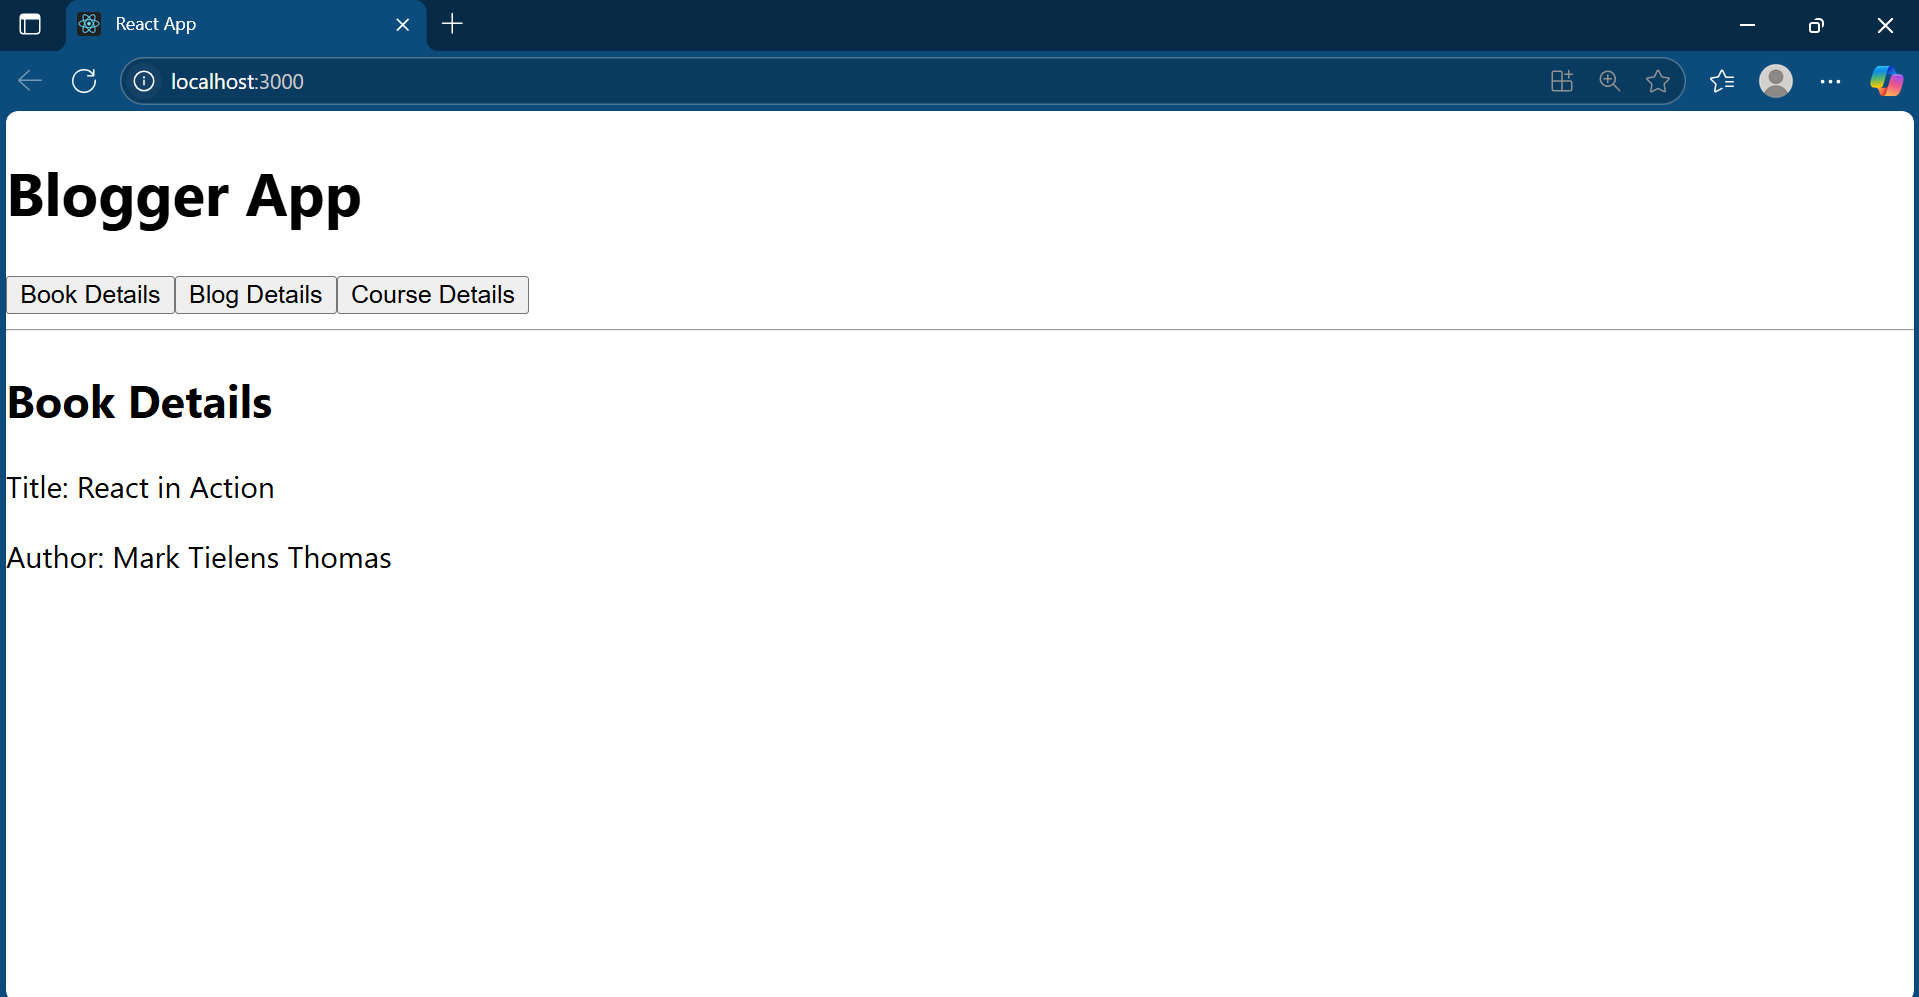 React App
localhost:3000
Blogger App
Book Details Blog Details Course Details
Book Details
Title: React in Action
Author: Mark Tielens Thomas